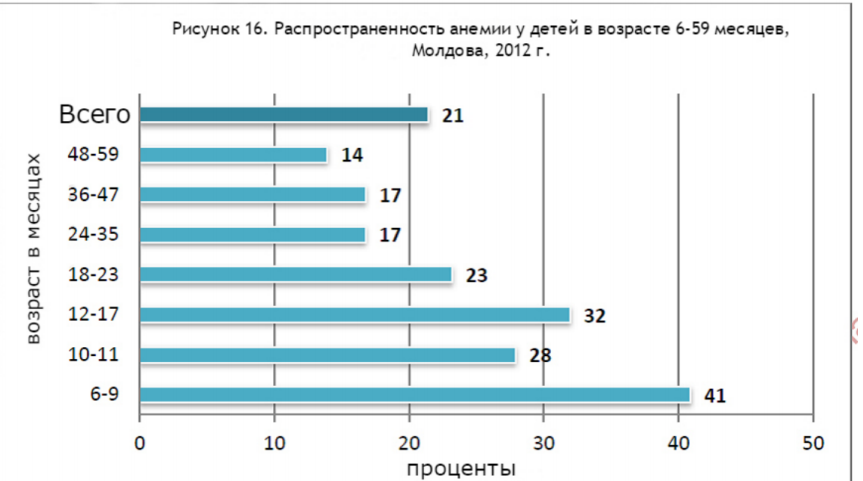 Рисунок 16. Распространенность анемии у детей в возрасте 6-59 месяцев,
Молдова, 2012 г.
возраст в месяцах
Всего 21
48-59 14
36-47 17
24-35 17
18-23 23
12-17 32
10-11 28
6-9 41
0 10 20 30 40 50
проценты